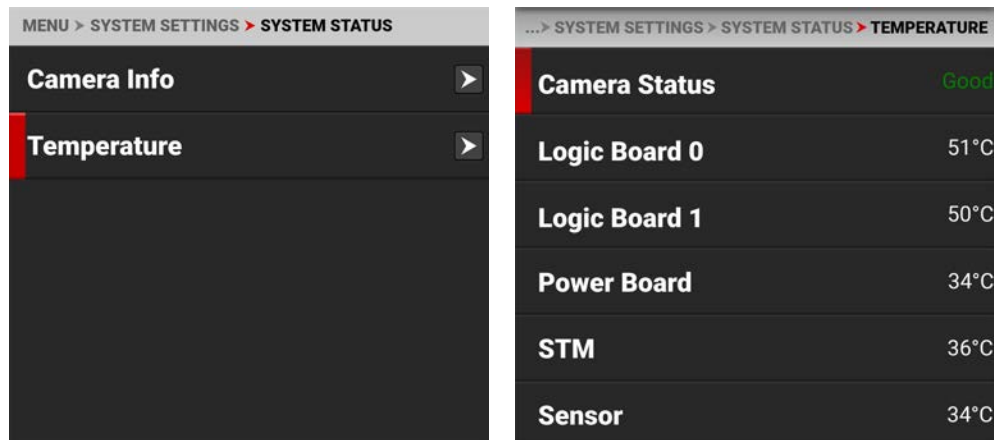 MENU > SYSTEM SETTINGS > SYSTEM STATUS
Camera Info
Temperature
...> SYSTEM SETTINGS > SYSTEM STATUS > TEMPERATURE
Camera Status Good
Logic Board 0 51°C
Logic Board 1 50°C
Power Board 34°C
STM 36°C
Sensor 34°C